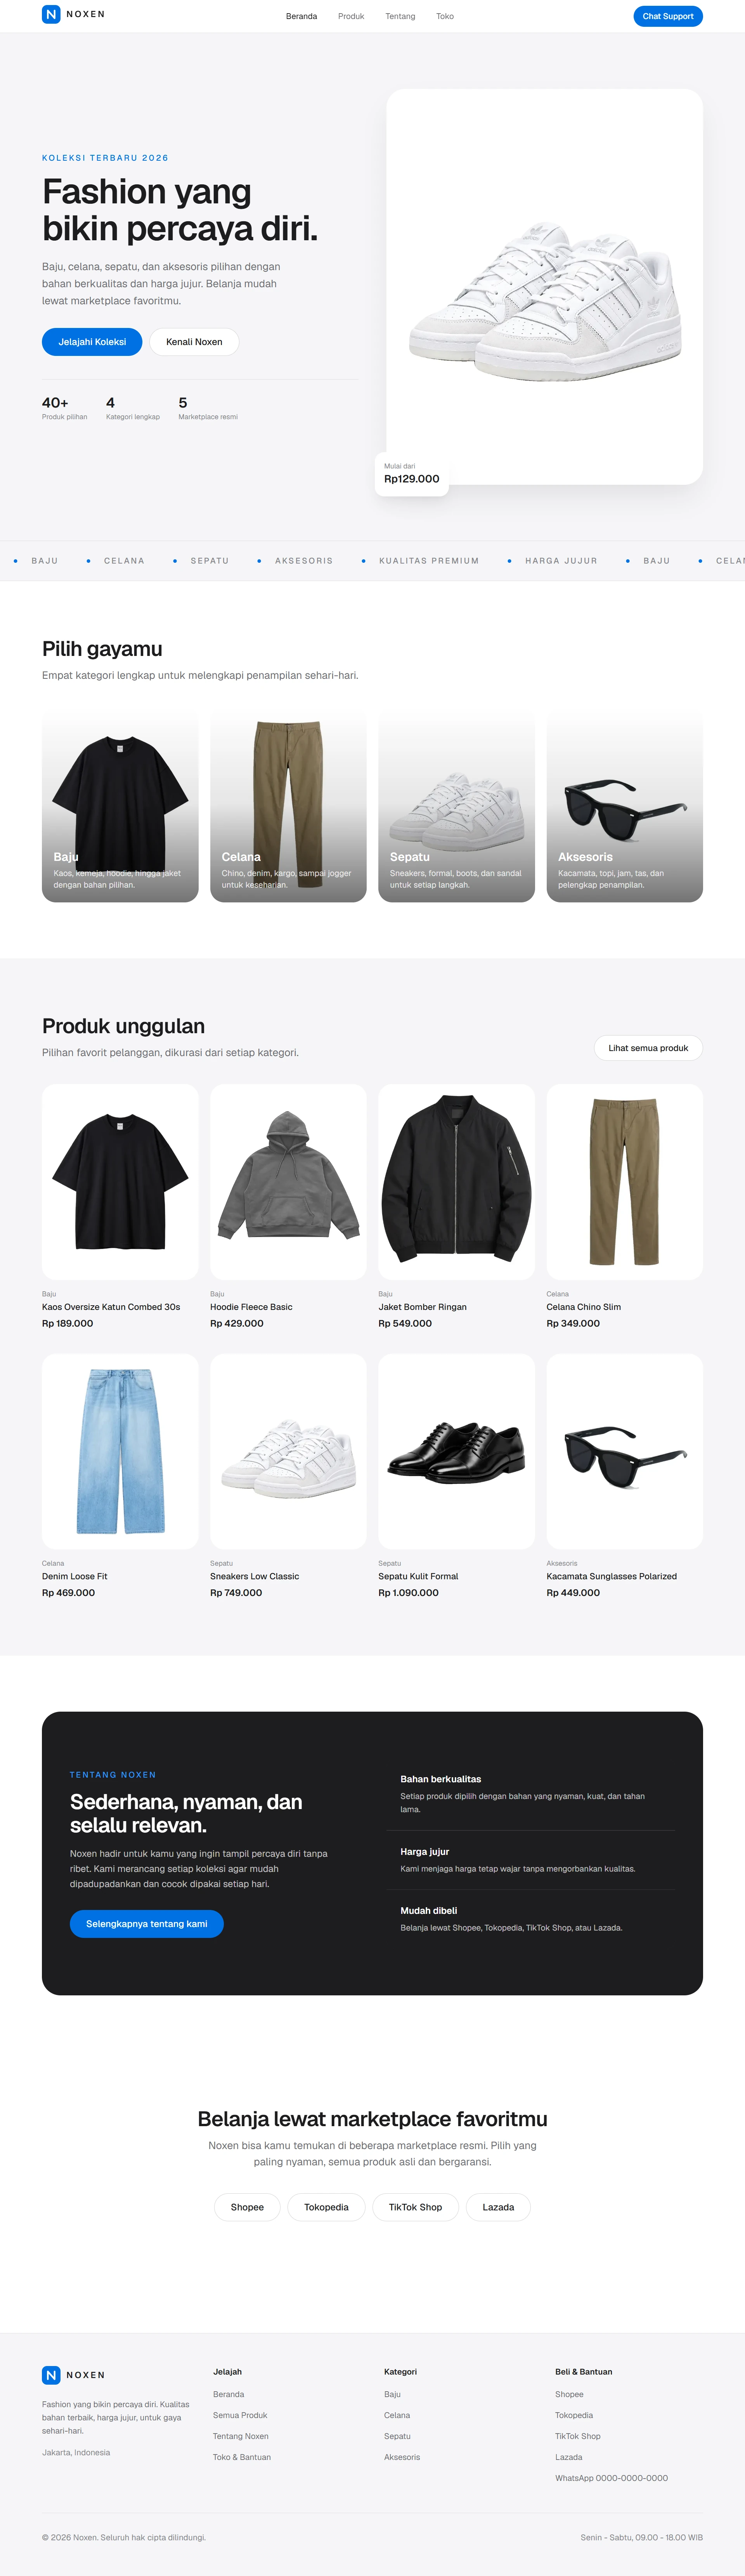 NOXEN
Beranda
Produk
Tentang
Toko
Chat Support
KOLEKSI TERBARU 2026
Fashion yang
bikin percaya diri.
Baju, celana, sepatu, dan aksesoris pilihan dengan
bahan berkualitas dan harga jujur. Belanja mudah
lewat marketplace favoritmu.
Jelajahi Koleksi
Kenali Noxen
40+
Produk pilihan
4
Kategori lengkap
5
Marketplace resmi
Mulai dari
Rp129.000
BAJU
CELANA
SEPATU
AKSESORIS
KUALITAS PREMIUM
HARGA JUJUR
BAJU
Pilih gayamu
Empat kategori lengkap untuk melengkapi penampilan sehari-hari.
Baju
Kaos, kemeja, hoodie, hingga jaket
dengan bahan pilihan.
Celana
Chino, denim, kargo, sampai jogger
untuk keseharian.
Sepatu
Sneakers, formal, boots, dan sandal
untuk setiap langkah.
Aksesoris
Kacamata, topi, jam, tas, dan
pelengkap penampilan.
Produk unggulan
Pilihan favorit pelanggan, dikurasi dari setiap kategori.
Lihat semua produk
Baju
Kaos Oversize Katun Combed 30s
Rp 189.000
Baju
Hoodie Fleece Basic
Rp 429.000
Baju
Jaket Bomber Ringan
Rp 549.000
Celana
Celana Chino Slim
Rp 349.000
Celana
Denim Loose Fit
Rp 469.000
Sepatu
Sneakers Low Classic
Rp 749.000
Sepatu
Sepatu Kulit Formal
Rp 1.090.000
Aksesoris
Kacamata Sunglasses Polarized
Rp 449.000
TENTANG NOXEN
Sederhana, nyaman, dan
selalu relevan.
Noxen hadir untuk kamu yang ingin tampil percaya diri tanpa
ribet. Kami merancang setiap koleksi agar mudah
dipadupadankan dan cocok dipakai setiap hari.
Selengkapnya tentang kami
Bahan berkualitas
Setiap produk dipilih dengan bahan yang nyaman, kuat, dan tahan
lama.
Harga jujur
Kami menjaga harga tetap wajar tanpa mengorbankan kualitas.
Mudah dibeli
Belanja lewat Shopee, Tokopedia, TikTok Shop, atau Lazada.
Belanja lewat marketplace favoritmu
Noxen bisa kamu temukan di beberapa marketplace resmi. Pilih yang
paling nyaman, semua produk asli dan bergaransi.
Shopee
Tokopedia
TikTok Shop
Lazada
NOXEN
Fashion yang bikin percaya diri. Kualitas
bahan terbaik, harga jujur, untuk gaya
sehari-hari.
Jakarta, Indonesia
Jelajah
Beranda
Semua Produk
Tentang Noxen
Toko & Bantuan
Kategori
Baju
Celana
Sepatu
Aksesoris
Beli & Bantuan
Shopee
Tokopedia
TikTok Shop
Lazada
WhatsApp 0000-0000-0000
© 2026 Noxen. Seluruh hak cipta dilindungi.
Senin - Sabtu, 09.00 - 18.00 WIB